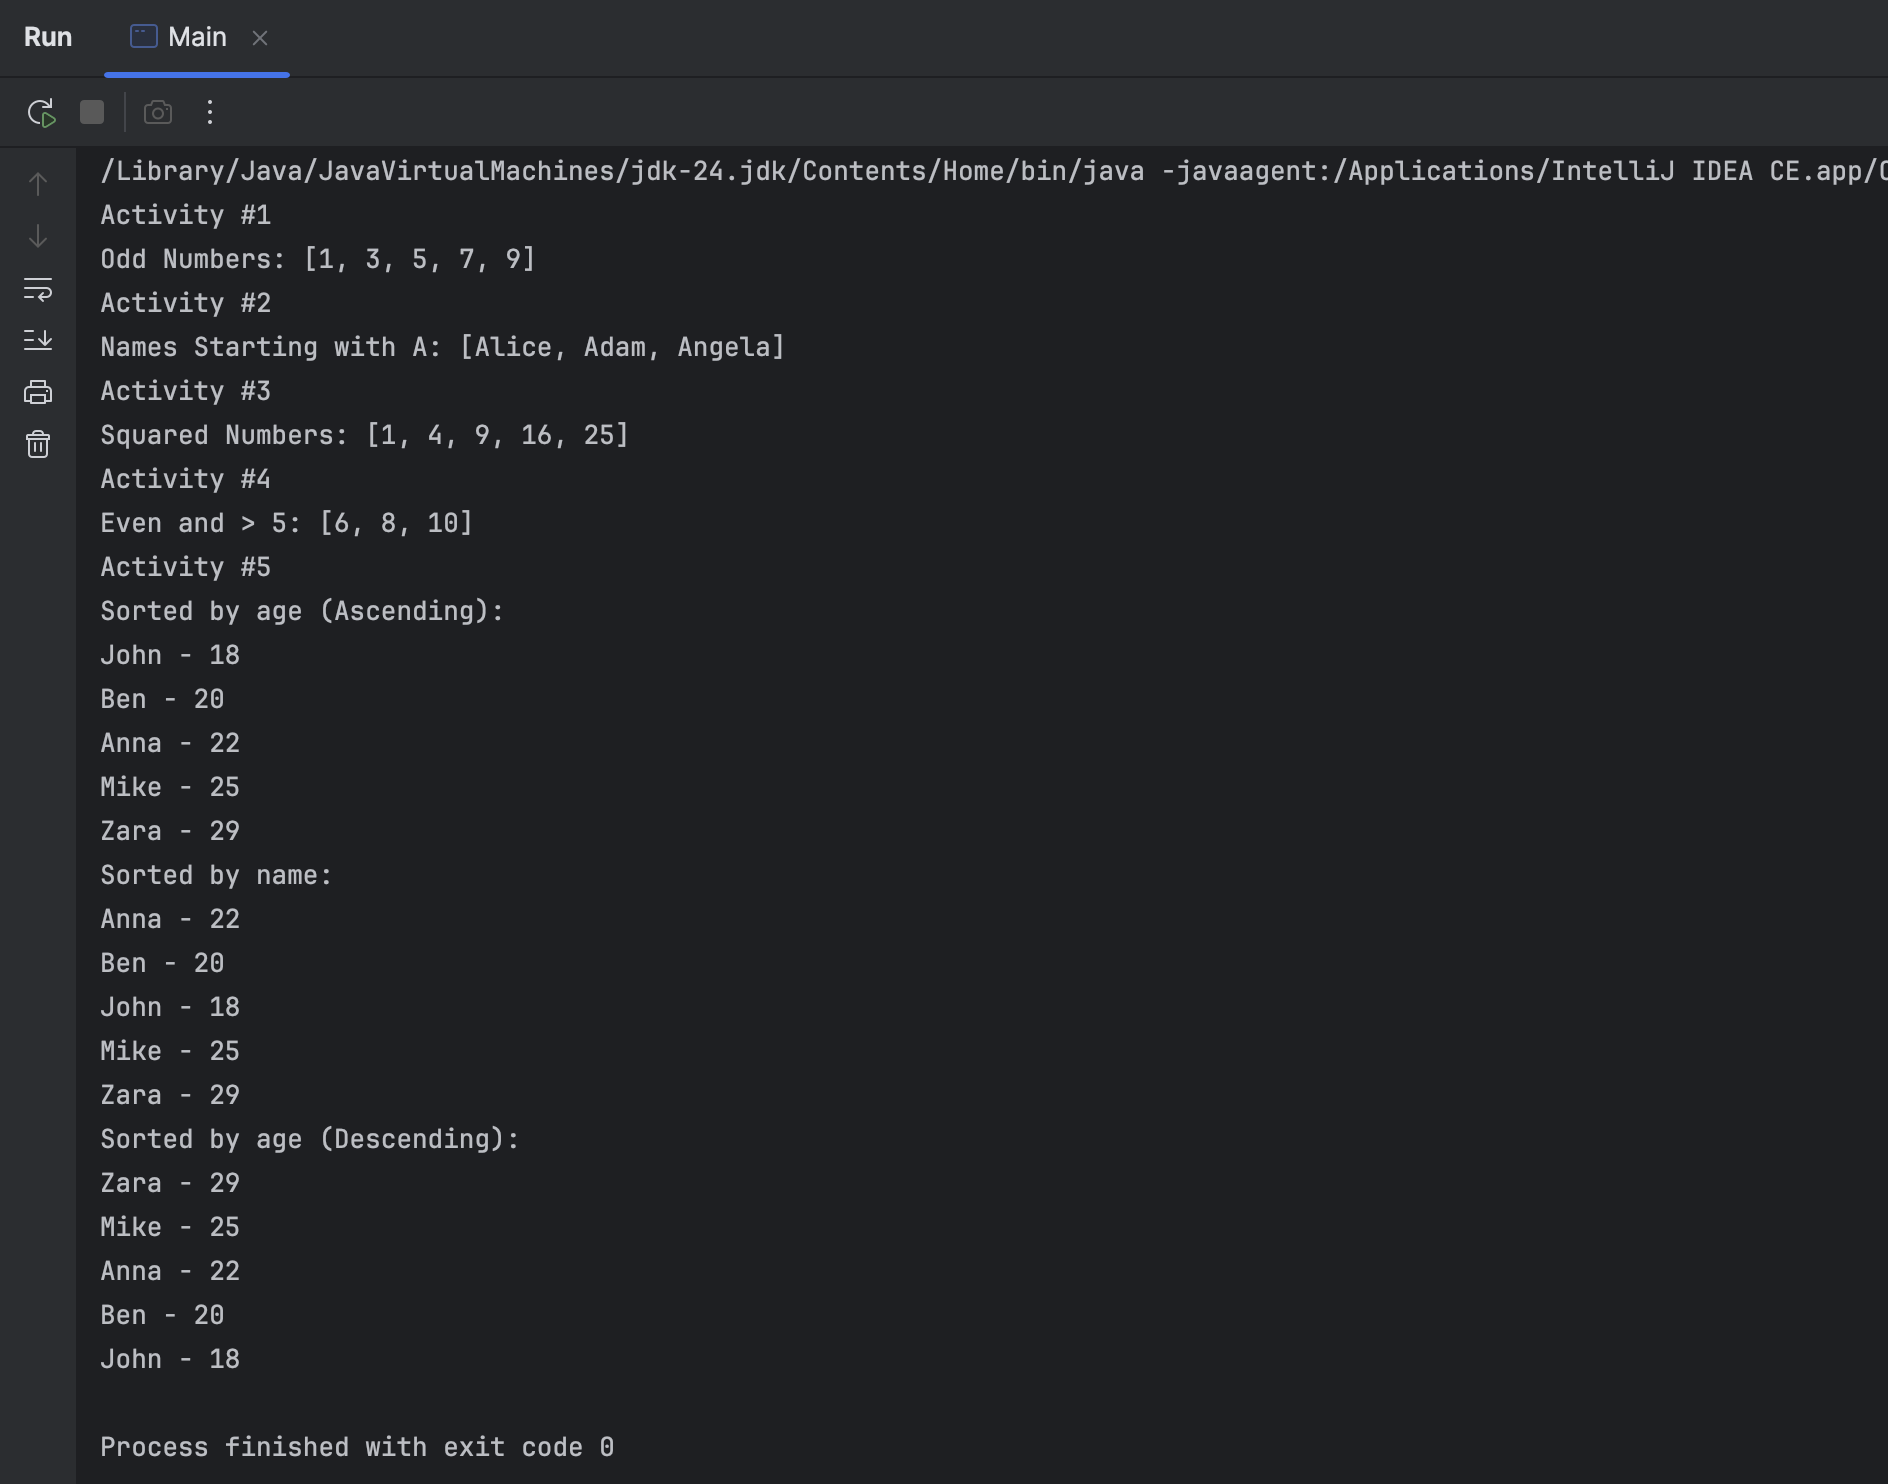 Run Main
/Library/Java/JavaVirtualMachines/jdk-24.jdk/Contents/Home/bin/java -javaagent:/Applications/IntelliJ IDEA CE.app/
Activity #1
Odd Numbers: [1, 3, 5, 7, 9]
Activity #2
Names Starting with A: [Alice, Adam, Angela]
Activity #3
Squared Numbers: [1, 4, 9, 16, 25]
Activity #4
Even and > 5: [6, 8, 10]
Activity #5
Sorted by age (Ascending):
John - 18
Ben - 20
Anna - 22
Mike - 25
Zara - 29
Sorted by name:
Anna - 22
Ben - 20
John - 18
Mike - 25
Zara - 29
Sorted by age (Descending):
Zara - 29
Mike - 25
Anna - 22
Ben - 20
John - 18
Process finished with exit code 0